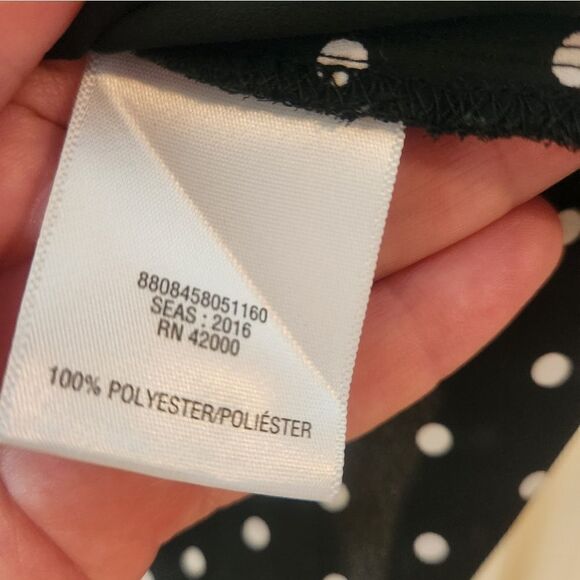 8808458051160
SEAS : 2016
RN 42000
100% POLYESTER/POLIÉSTER